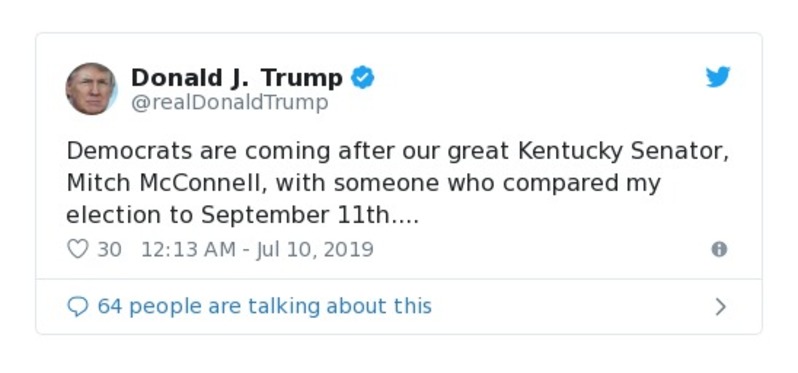 Donald J. Trump
@realDonaldTrump
Democrats are coming after our great Kentucky Senator,
Mitch McConnell, with someone who compared my
election to September 11th....
30 12:13 AM - Jul 10, 2019
64 people are talking about this